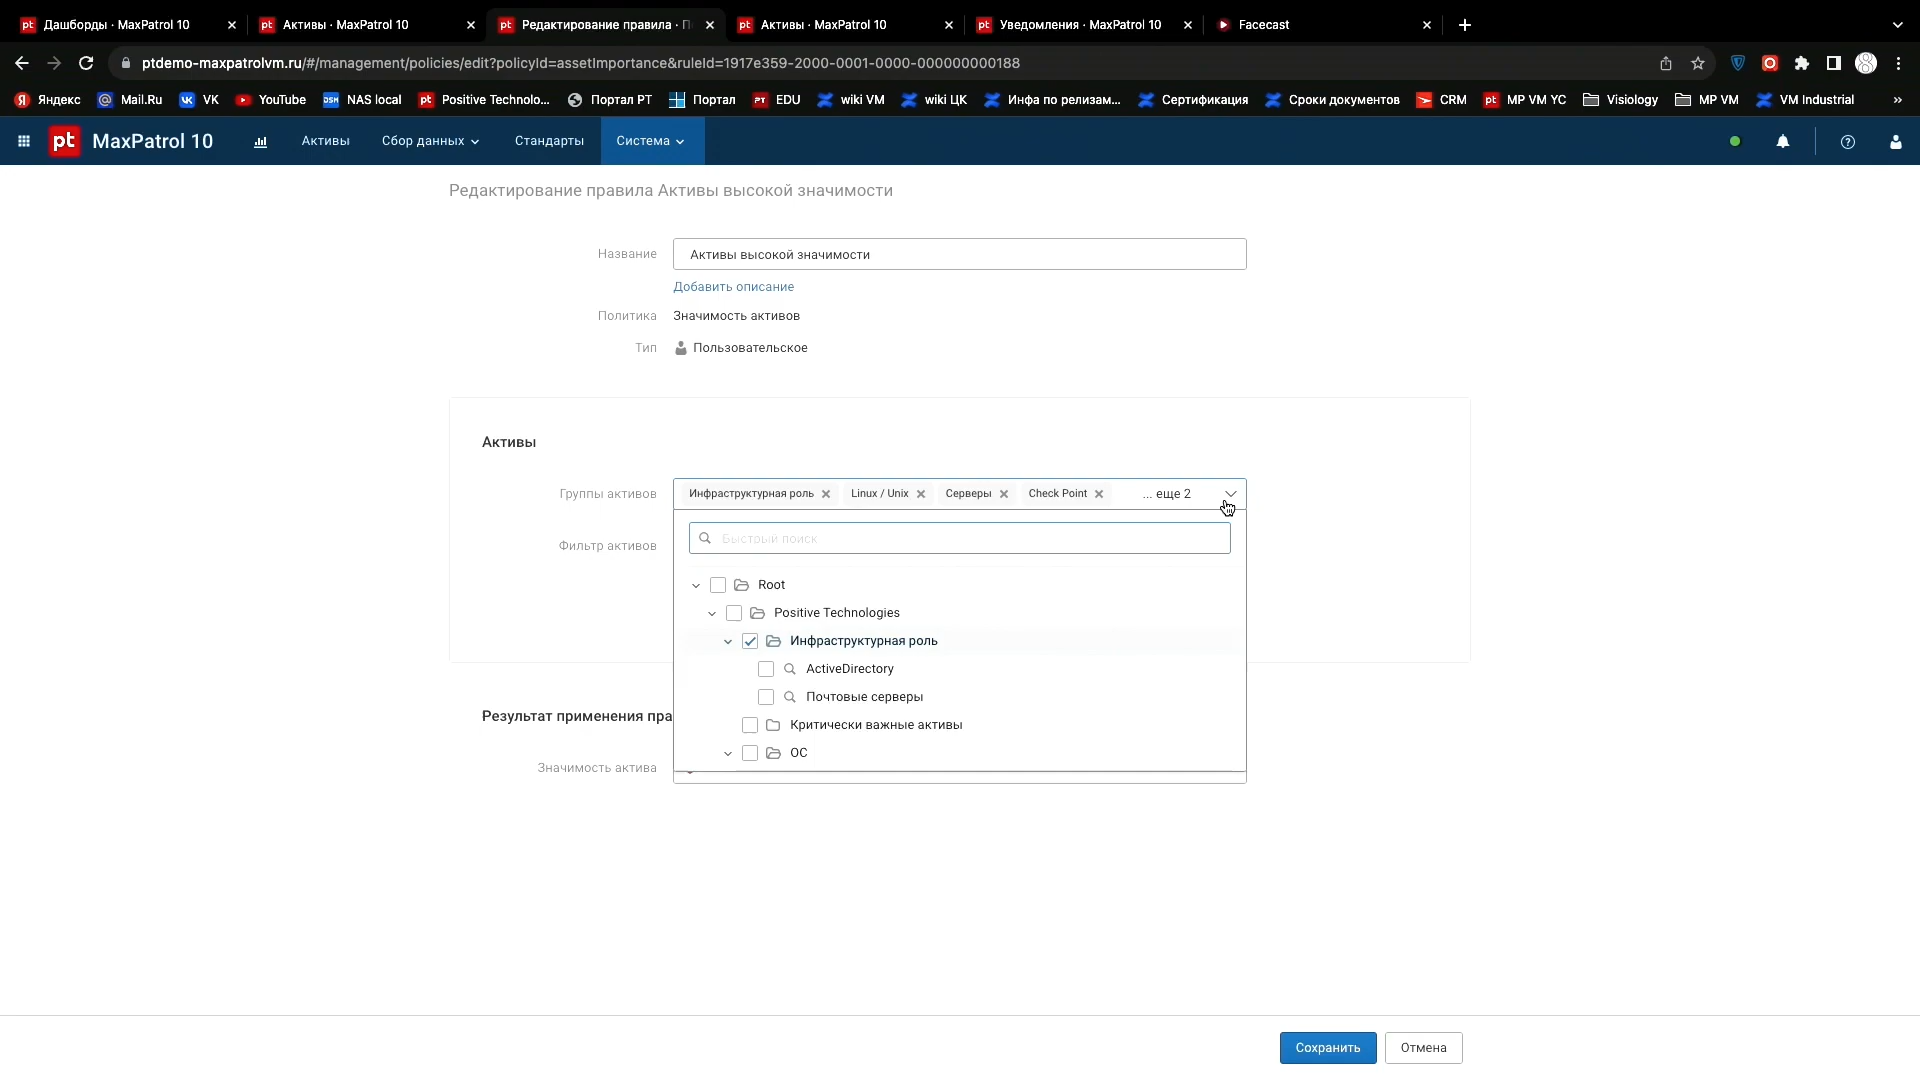 Дашборды · MaxPatrol 10
Активы · MaxPatrol 10
Редактирование правила · П
Активы · MaxPatrol 10
Уведомления · MaxPatrol 10
Facecast
ptdemo-maxpatrolvm.ru/#/management/policies/edit?policyId=assetImportance&ruleId=1917e359-2000-0001-0000-000000000188
Яндекс
Mail.Ru
VK
YouTube
NAS local
Positive Technolo...
Портал РТ
Портал
EDU
wiki VM
wiki ЦК
Инфа по релизам...
Сертификация
Сроки документов
CRM
MP VM YC
Visiology
MP VM
VM Industrial
»
pt MaxPatrol 10
Активы
Сбор данных
Стандарты
Система
Редактирование правила Активы высокой значимости
Название
Активы высокой значимости
Добавить описание
Политика
Значимость активов
Тип
Пользовательское
Активы
Группы активов
Инфраструктурная роль
Linux / Unix
Серверы
Check Point
... еще 2
Фильтр активов
Быстрый поиск
Root
Positive Technologies
Инфраструктурная роль
ActiveDirectory
Почтовые серверы
Критически важные активы
ОС
Результат применения пра
Значимость актива
Сохранить
Отмена